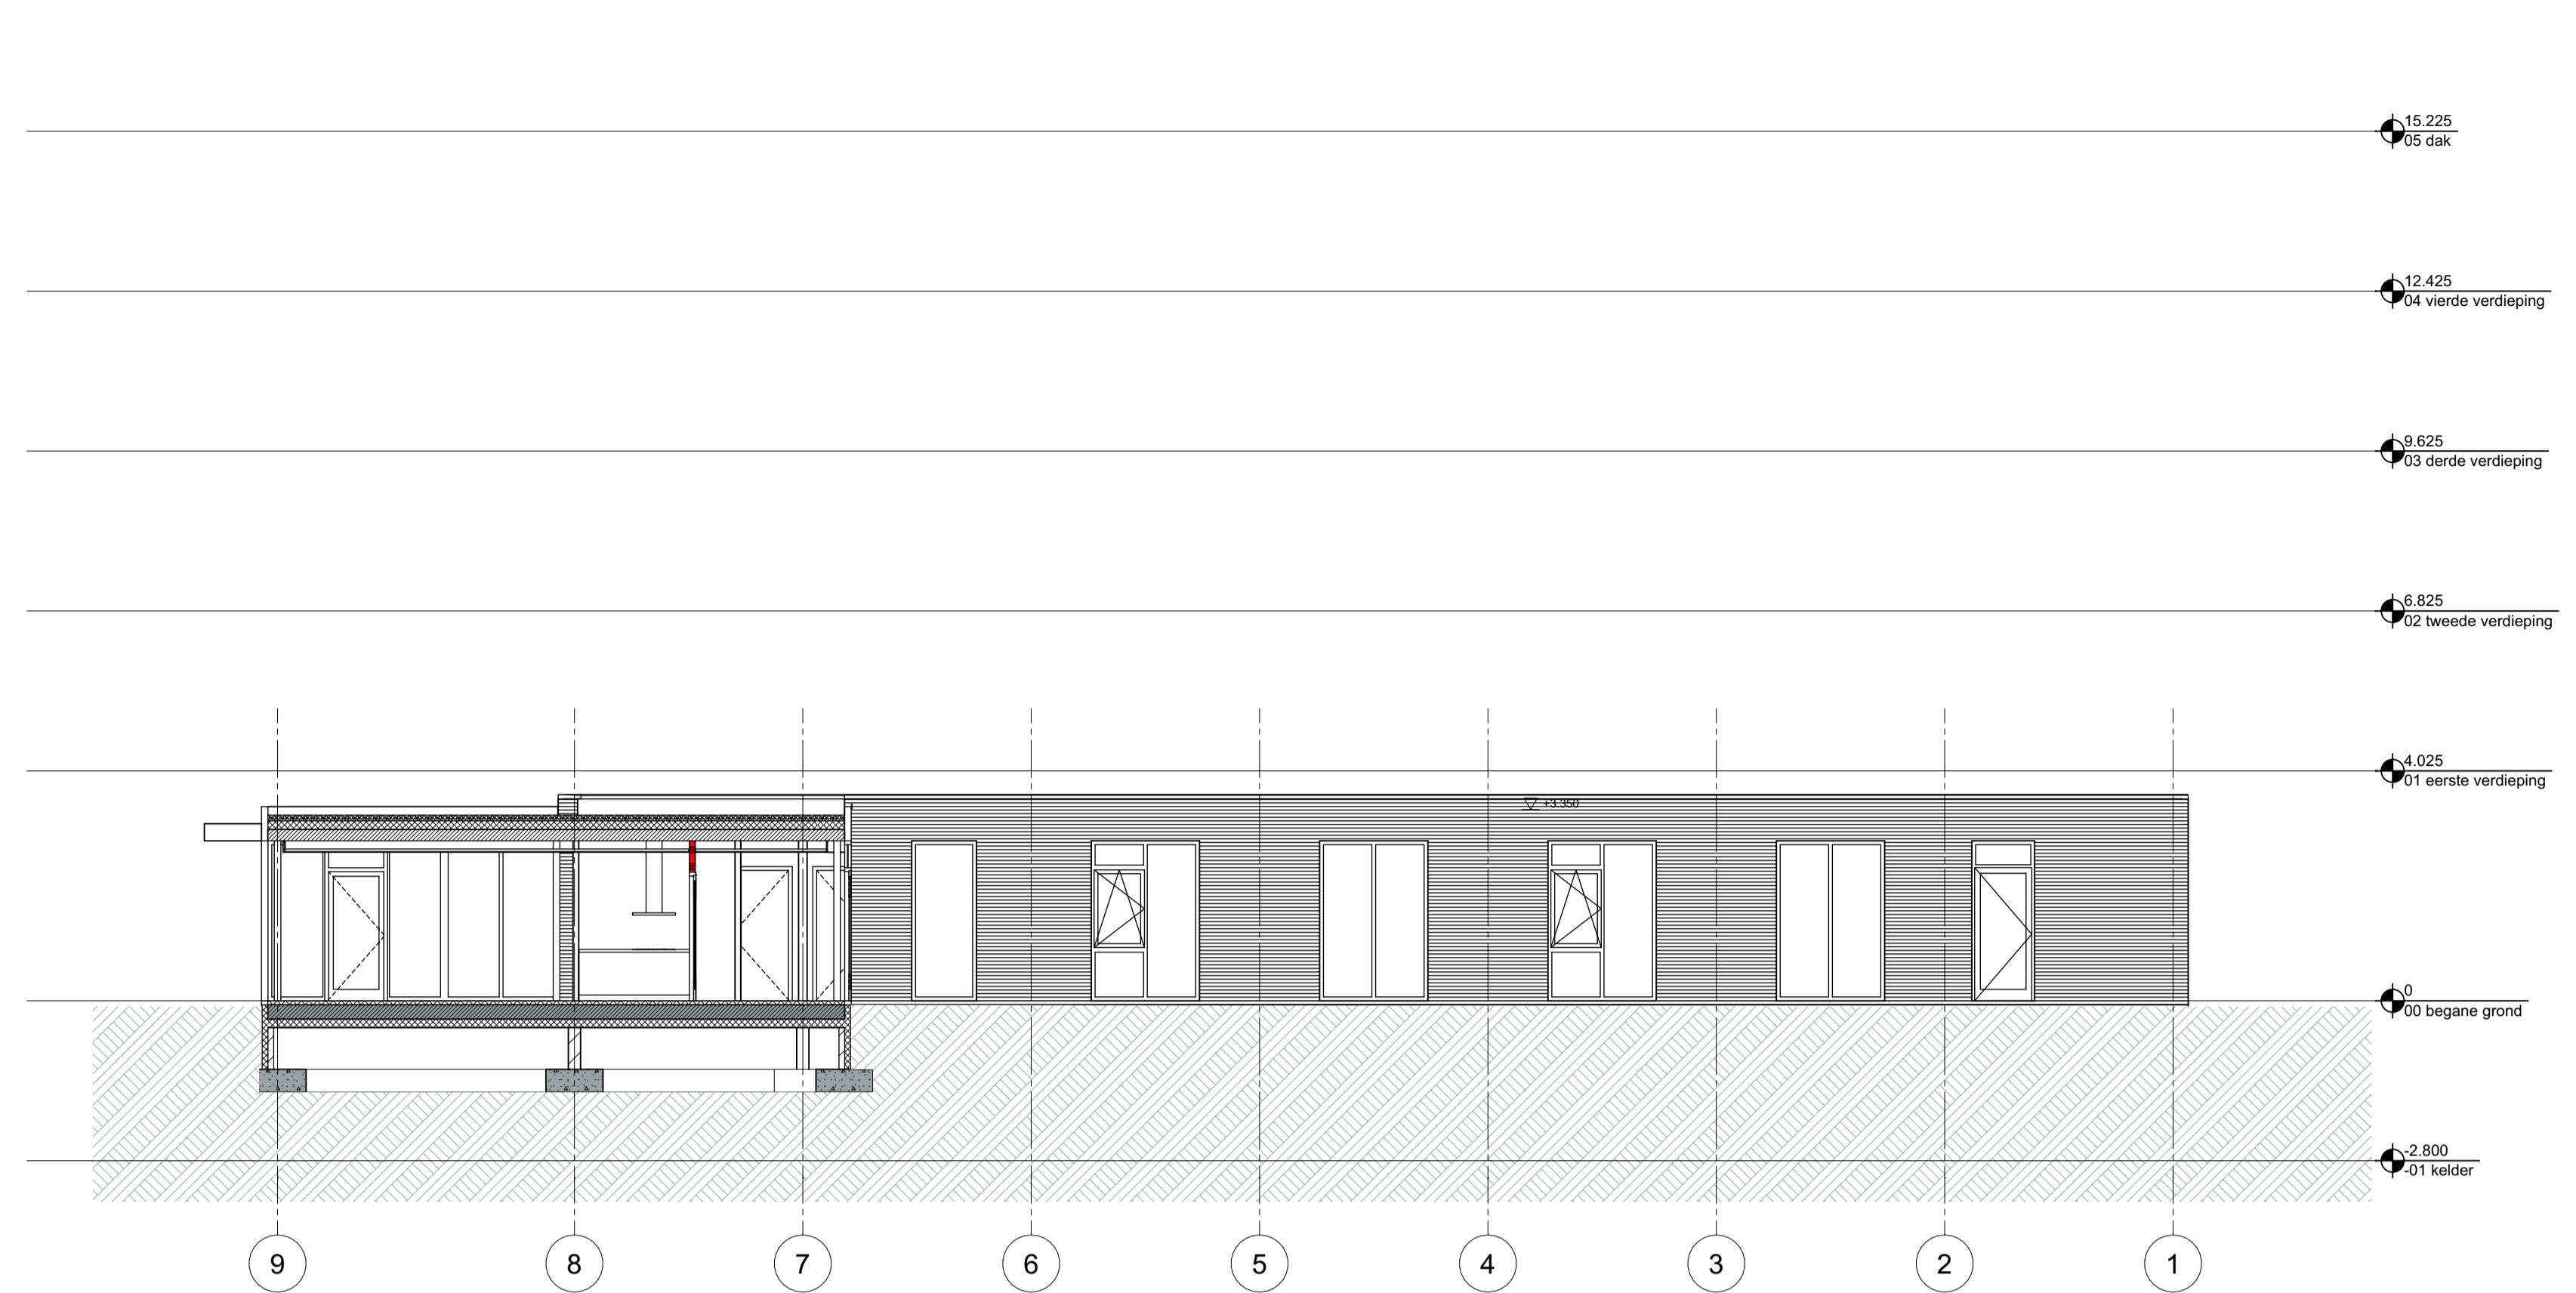 15.225
05 dak
12.425
04 vierde verdieping
9.625
03 derde verdieping
6.825
02 tweede verdieping
4.025
01 eerste verdieping
+3.350
0
00 begane grond
-2.800
-01 kelder
9 8 7 6 5 4 3 2 1